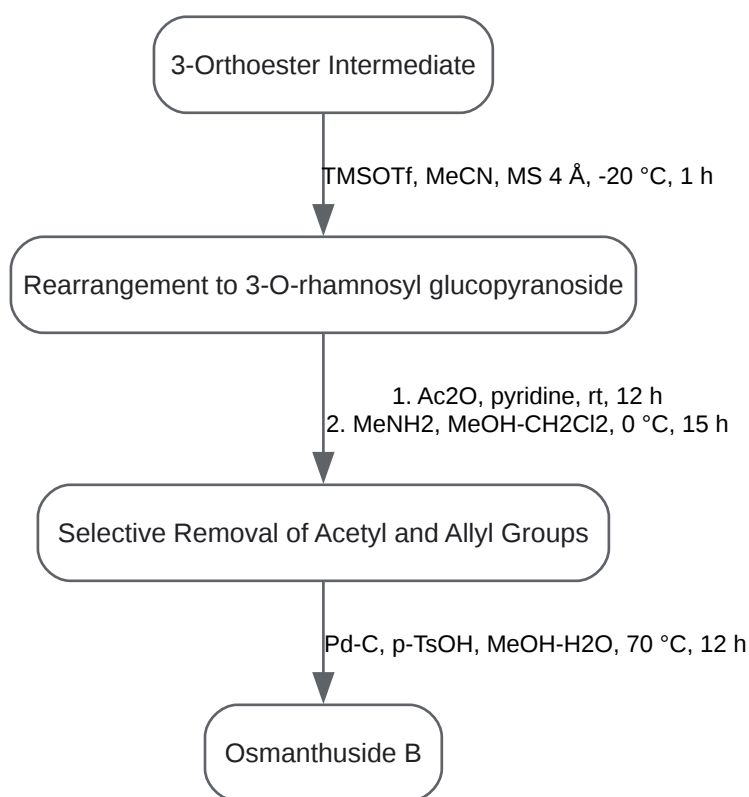 3-Orthoester Intermediate
TMSOTf, MeCN, MS 4 Å, -20 °C, 1 h
Rearrangement to 3-O-rhamnosyl glucopyranoside
1. Ac2O, pyridine, rt, 12 h
2. MeNH2, MeOH-CH2Cl2, 0 °C, 15 h
Selective Removal of Acetyl and Allyl Groups
Pd-C, p-TsOH, MeOH-H2O, 70 °C, 12 h
Osmanthuside B